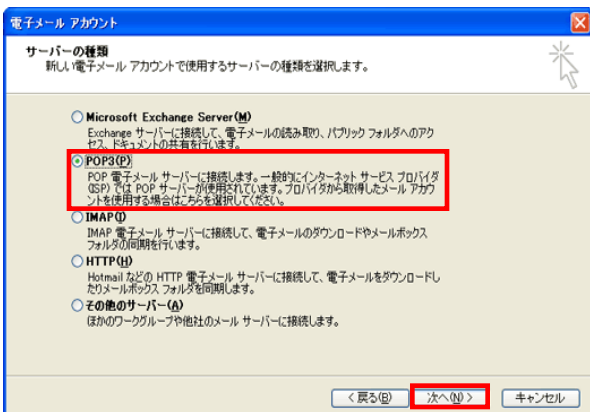 電子メール アカウント
サーバーの種類
新しい電子メール アカウントで使用するサーバーの種類を選択します。
Microsoft Exchange Server(M)
Exchange サーバーに接続して、電子メールの読み取り、パブリック フォルダへのアク
セス、ドキュメントの共有を行います。
POP3(P)
POP 電子メール サーバーに接続します。一般的にインターネット サービス プロバイダ
(ISP) では POP サーバーが使用されています。プロバイダから取得したメール アカウ
ントを使用する場合はこちらを選択してください。
IMAP(I)
IMAP 電子メール サーバーに接続して、電子メールのダウンロードやメールボックス
フォルダの同期を行います。
HTTP(H)
Hotmail などの HTTP 電子メール サーバーに接続して、電子メールをダウンロードし
たりメールボックス フォルダを同期します。
その他のサーバー(A)
ほかのワークグループや他社のメール サーバーに接続します。
< 戻る(B) 次へ(N) > キャンセル